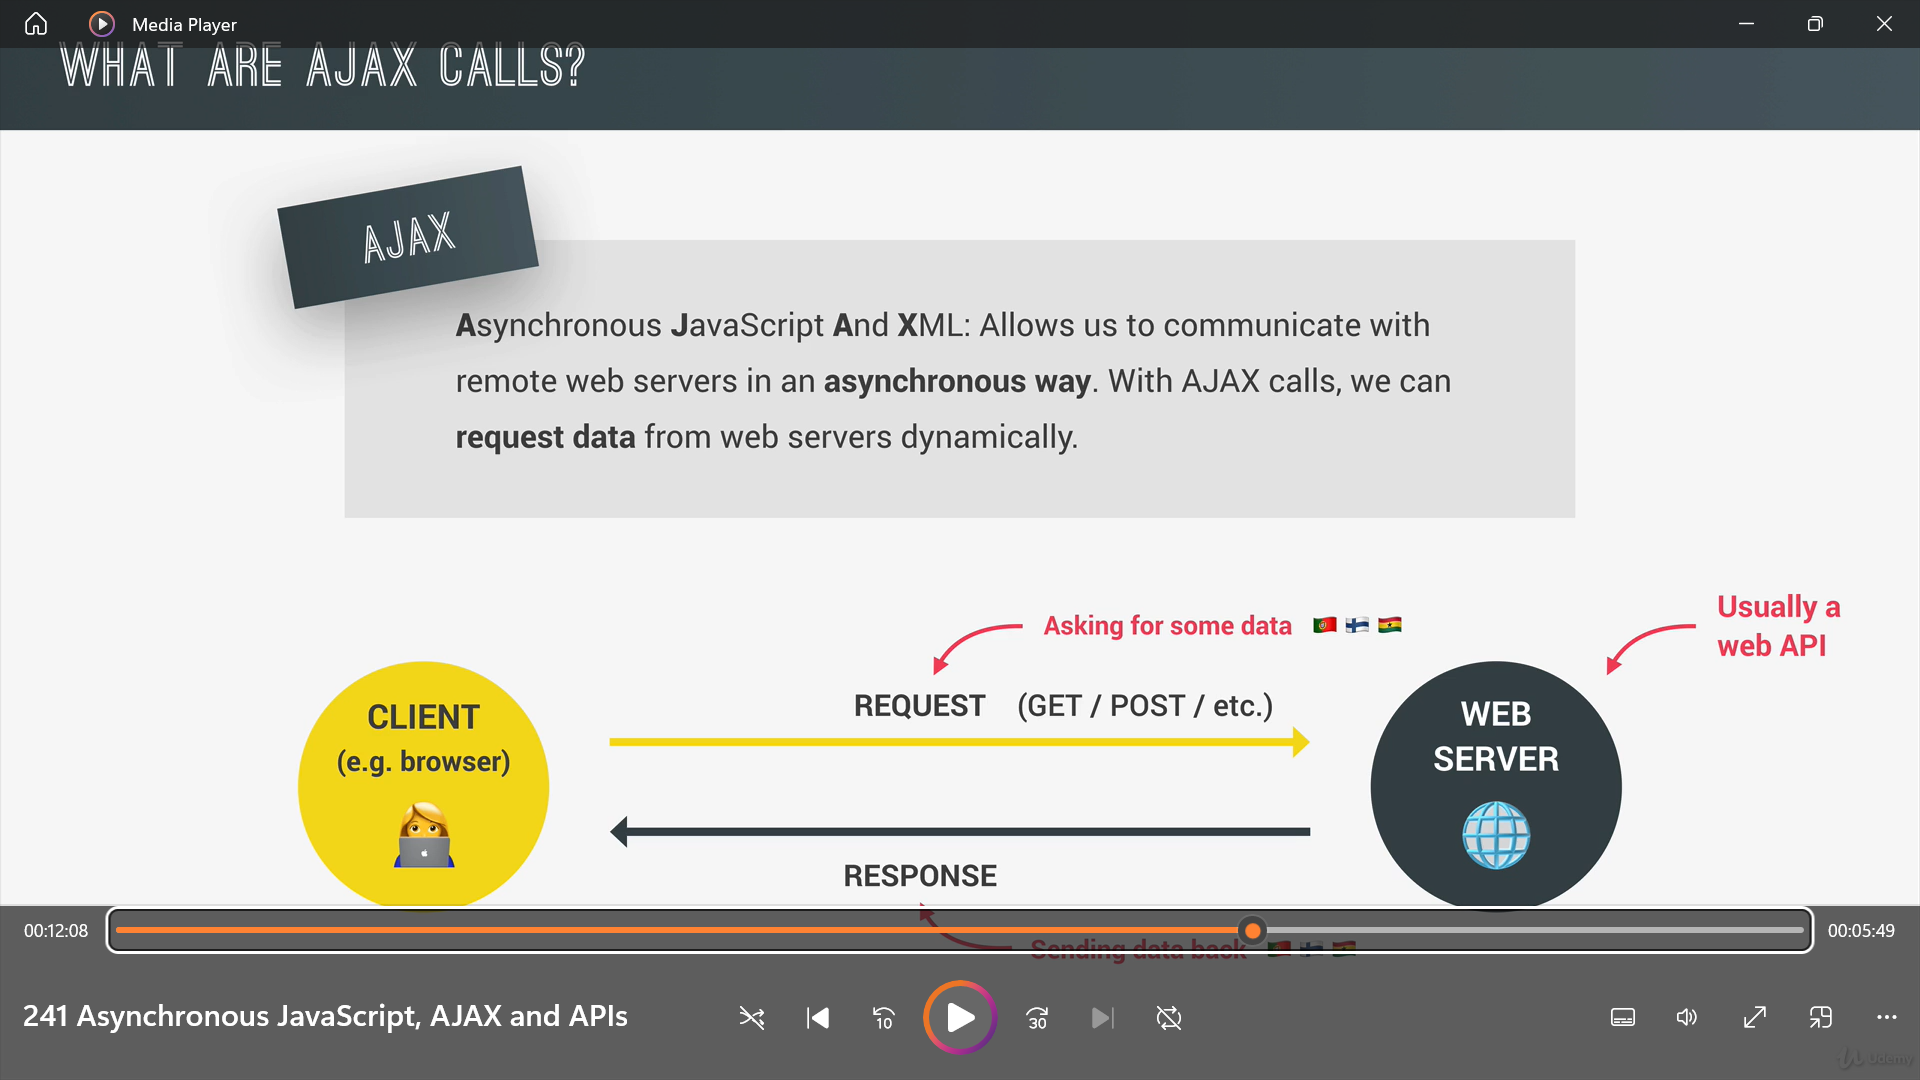 Media Player
WHAT ARE AJAX CALLS?
AJAX
Asynchronous JavaScript And XML: Allows us to communicate with
remote web servers in an asynchronous way. With AJAX calls, we can
request data from web servers dynamically.
Asking for some data
Usually a
web API
REQUEST (GET / POST / etc.)
CLIENT
(e.g. browser)
WEB
SERVER
RESPONSE
00:12:08
00:05:49
Sending data back
241 Asynchronous JavaScript, AJAX and APIs
10
30
Udemy